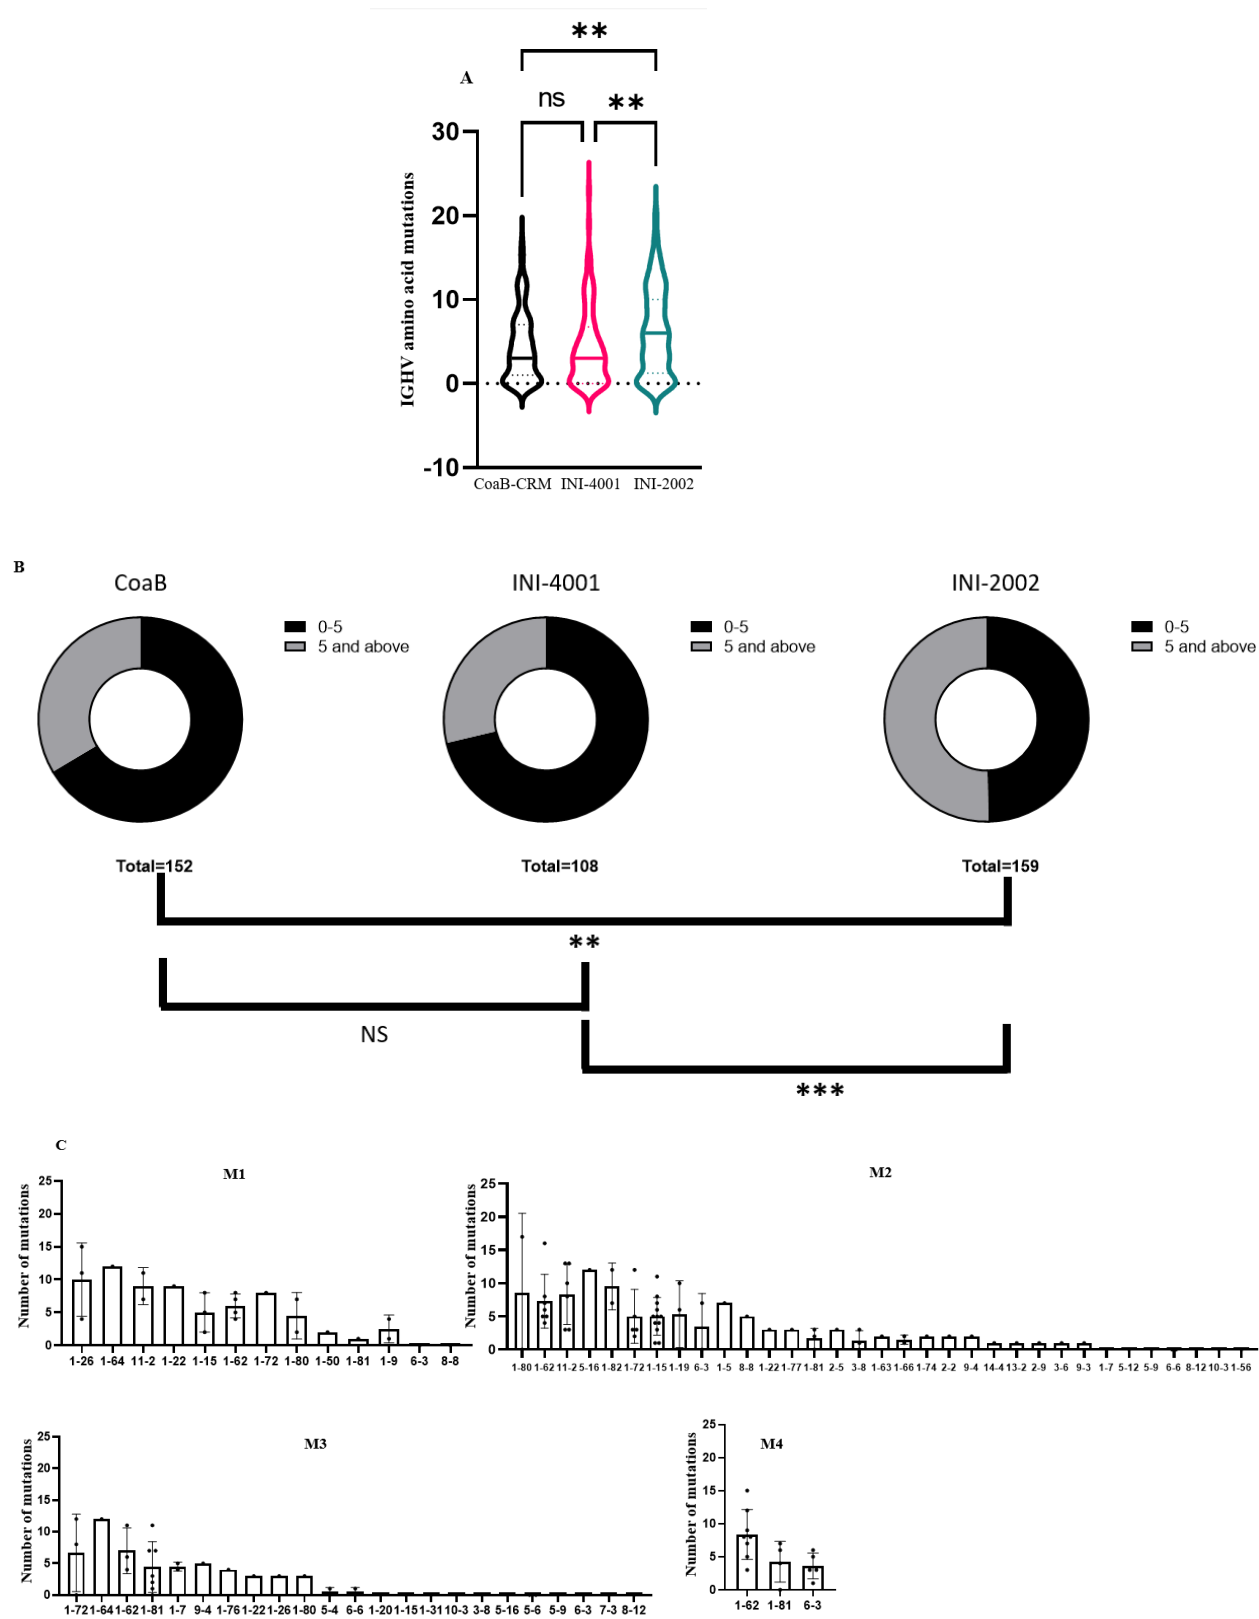 **
A
ns
**
30
20
10
0
-10
IGHV amino acid mutations
CoaB-CRM INI-4001 INI-2002
B
CoaB
INI-4001
INI-2002
0-5
5 and above
0-5
5 and above
0-5
5 and above
Total=152
Total=108
Total=159
**
NS
***
C
M1
Number of mutations
25
20
15
10
5
0
1-26 1-64 11-2 1-22 1-15 1-62 1-72 1-80 1-50 1-81 1-9 6-3 8-8
M2
Number of mutations
25
20
15
10
5
0
1-80 1-62 11-2 5-16 1-82 1-72 1-15 1-19 6-3 1-5 8-8 1-22 1-77 1-81 2-5 3-8 1-63 1-66 1-74 2-2 9-4 14-4 13-2 2-9 3-6 9-3 1-7 5-12 5-9 6-6 8-12 10-3 1-56
M3
Number of mutations
25
20
15
10
5
0
1-72 1-64 1-62 1-81 1-7 9-4 1-76 1-22 1-26 1-80 5-4 6-6 1-20 1-15 1-31 10-3 3-8 5-16 5-6 5-9 6-3 7-3 8-12
M4
Number of mutations
25
20
15
10
5
0
1-62 1-81 6-3